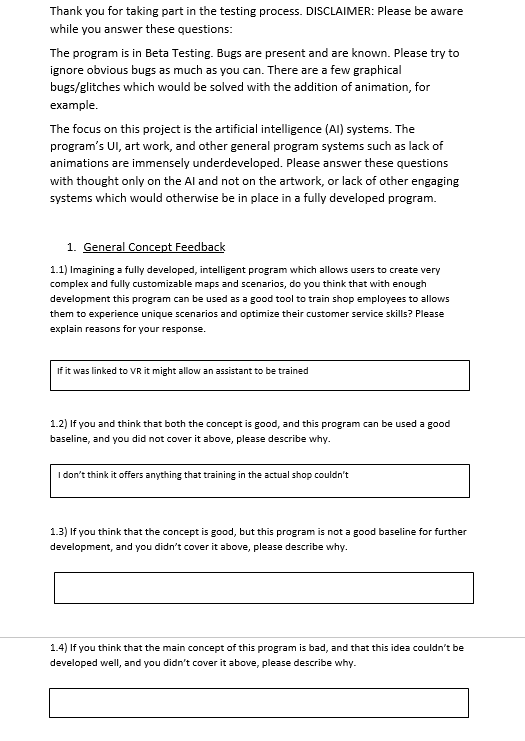 Thank you for taking part in the testing process. DISCLAIMER: Please be aware
while you answer these questions:
The program is in Beta Testing. Bugs are present and are known. Please try to
ignore obvious bugs as much as you can. There are a few graphical
bugs/glitches which would be solved with the addition of animation, for
example.
The focus on this project is the artificial intelligence (AI) systems. The
program's UI, art work, and other general program systems such as lack of
animations are immensely underdeveloped. Please answer these questions
with thought only on the AI and not on the artwork, or lack of other engaging
systems which would otherwise be in place in a fully developed program.
1. General Concept Feedback
1.1) Imagining a fully developed, intelligent program which allows users to create very
complex and fully customizable maps and scenarios, do you think that with enough
development this program can be used as a good tool to train shop employees to allows
them to experience unique scenarios and optimize their customer service skills? Please
explain reasons for your response.
If it was linked to VR it might allow an assistant to be trained
1.2) If you and think that both the concept is good, and this program can be used a good
baseline, and you did not cover it above, please describe why.
I don't think it offers anything that training in the actual shop couldn't
1.3) If you think that the concept is good, but this program is not a good baseline for further
development, and you didn't cover it above, please describe why.
1.4) If you think that the main concept of this program is bad, and that this idea couldn't be
developed well, and you didn't cover it above, please describe why.